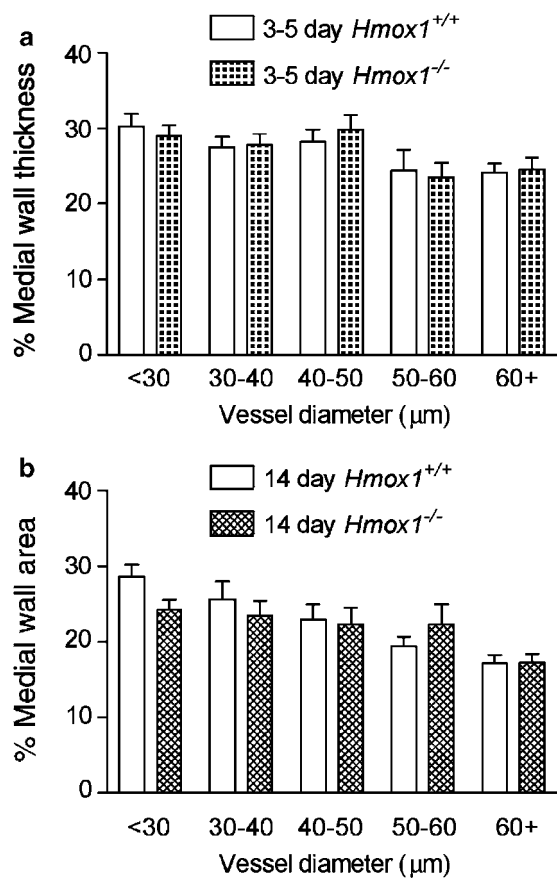 a
3-5 day Hmox1+/+
3-5 day Hmox1-/-
% Medial wall thickness
40
30
20
10
0
<30 30-40 40-50 50-60 60+
Vessel diameter (μm)
b
14 day Hmox1+/+
14 day Hmox1-/-
% Medial wall area
40
30
20
10
0
<30 30-40 40-50 50-60 60+
Vessel diameter (μm)